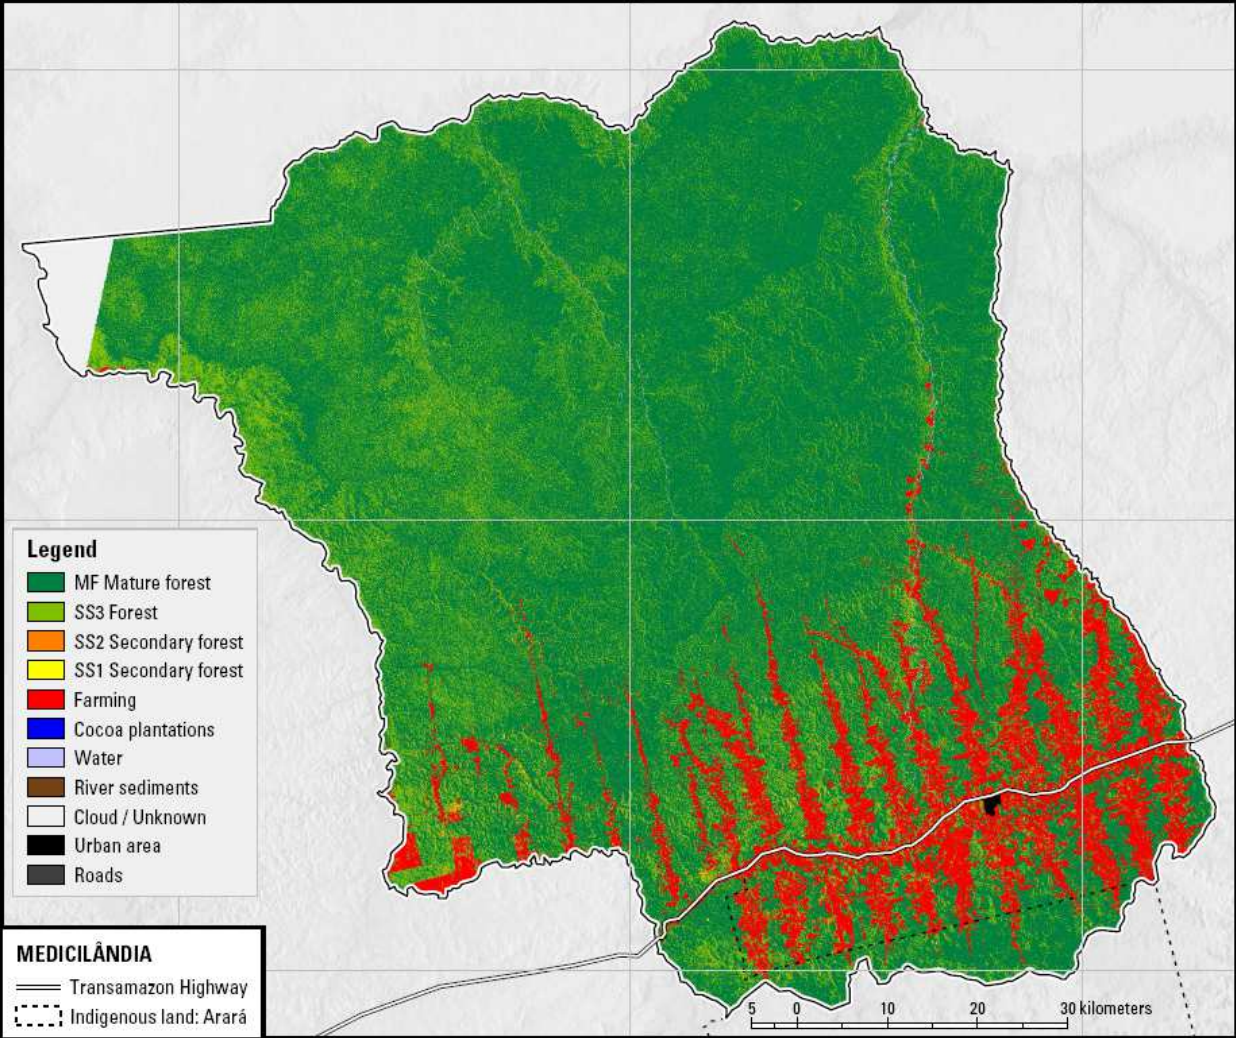 Legend
MF Mature forest
SS3 Forest
SS2 Secondary forest
SS1 Secondary forest
Farming
Cocoa plantations
Water
River sediments
Cloud / Unknown
Urban area
Roads
MEDICILÂNDIA
Transamazon Highway
Indigenous land: Arará
5 0 10 20 30 kilometers